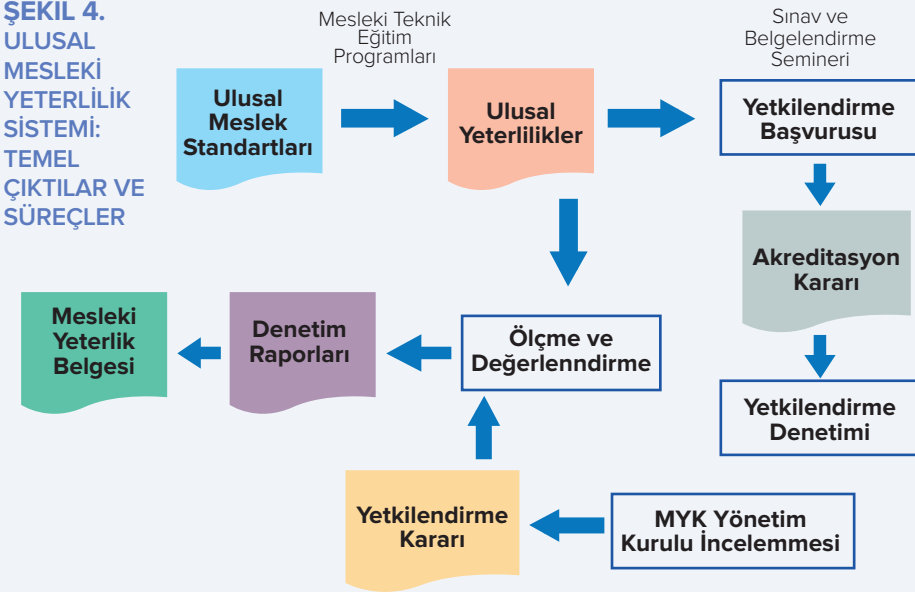 ŞEKİL 4.
ULUSAL
MESLEKİ
YETERLİLİK
SİSTEMİ:
TEMEL
ÇIKTILAR VE
SÜREÇLER
Mesleki Teknik
Eğitim
Programları
Sınav ve
Belgelendirme
Semineri
Ulusal
Meslek
Standartları
Ulusal
Yeterlilikler
Yetkilendirme
Başvurusu
Akreditasyon
Kararı
Yetkilendirme
Denetimi
Mesleki
Yeterlik
Belgesi
Denetim
Raporları
Ölçme ve
Değerlenndirme
Yetkilendirme
Kararı
MYK Yönetim
Kurulu İncelemmesi